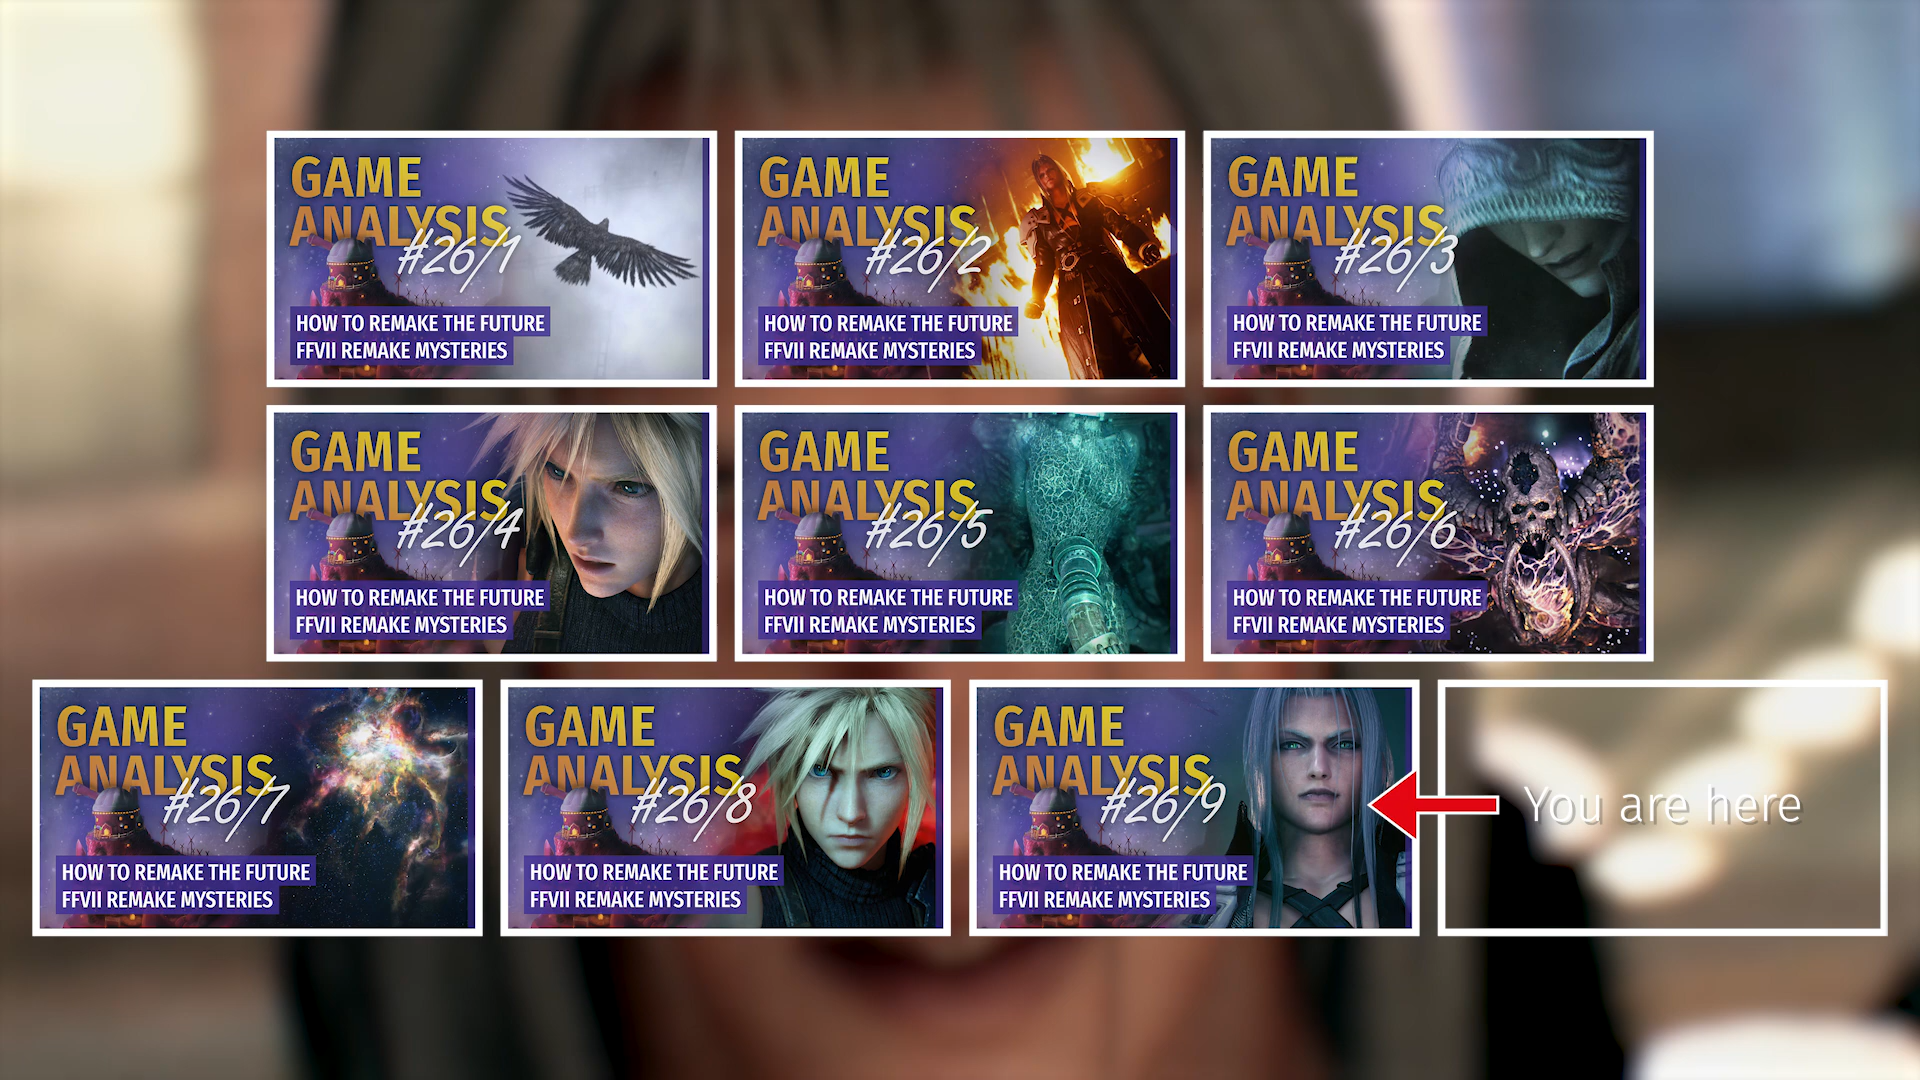 GAME
ANALYSIS
#26/1
HOW TO REMAKE THE FUTURE
FFVII REMAKE MYSTERIES
GAME
ANALYSIS
#26/2
HOW TO REMAKE THE FUTURE
FFVII REMAKE MYSTERIES
GAME
ANALYSIS
#26/3
HOW TO REMAKE THE FUTURE
FFVII REMAKE MYSTERIES
GAME
ANALYSIS
#26/4
HOW TO REMAKE THE FUTURE
FFVII REMAKE MYSTERIES
GAME
ANALYSIS
#26/5
HOW TO REMAKE THE FUTURE
FFVII REMAKE MYSTERIES
GAME
ANALYSIS
#26/6
HOW TO REMAKE THE FUTURE
FFVII REMAKE MYSTERIES
GAME
ANALYSIS
#26/7
HOW TO REMAKE THE FUTURE
FFVII REMAKE MYSTERIES
GAME
ANALYSIS
#26/8
HOW TO REMAKE THE FUTURE
FFVII REMAKE MYSTERIES
GAME
ANALYSIS
#26/9
HOW TO REMAKE THE FUTURE
FFVII REMAKE MYSTERIES
You are here